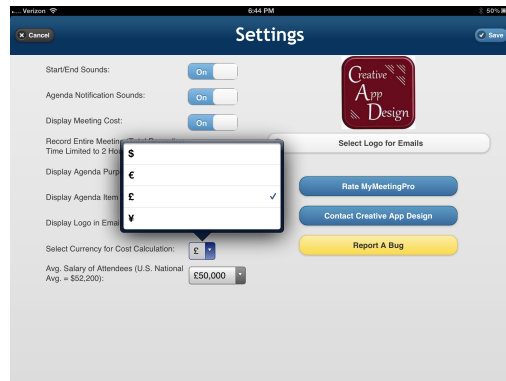 Verizon 6:44 PM 50%
Cancel Settings Save
Start/End Sounds: On
Agenda Notification Sounds: On
Display Meeting Cost: On
Record Entire Meeting
Time Limited to 2 Hou
Display Agenda Purp
Display Agenda Item
Display Logo in Emai
$
€
£
¥
Select Currency for Cost Calculation: £
Avg. Salary of Attendees (U.S. National
Avg. = $52,200): £50,000
Creative
App
Design
Select Logo for Emails
Rate MyMeetingPro
Contact Creative App Design
Report A Bug